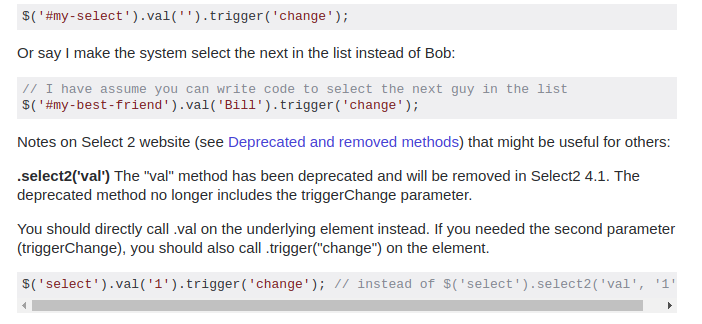 $('#my-select').val('').trigger('change');
Or say I make the system select the next in the list instead of Bob:
// I have assume you can write code to select the next guy in the list
$('#my-best-friend').val('Bill').trigger('change');
Notes on Select 2 website (see Deprecated and removed methods) that might be useful for others:
.select2('val') The "val" method has been deprecated and will be removed in Select2 4.1. The
deprecated method no longer includes the triggerChange parameter.
You should directly call .val on the underlying element instead. If you needed the second parameter
(triggerChange), you should also call .trigger("change") on the element.
$('select').val('1').trigger('change'); // instead of $('select').select2('val', '1'